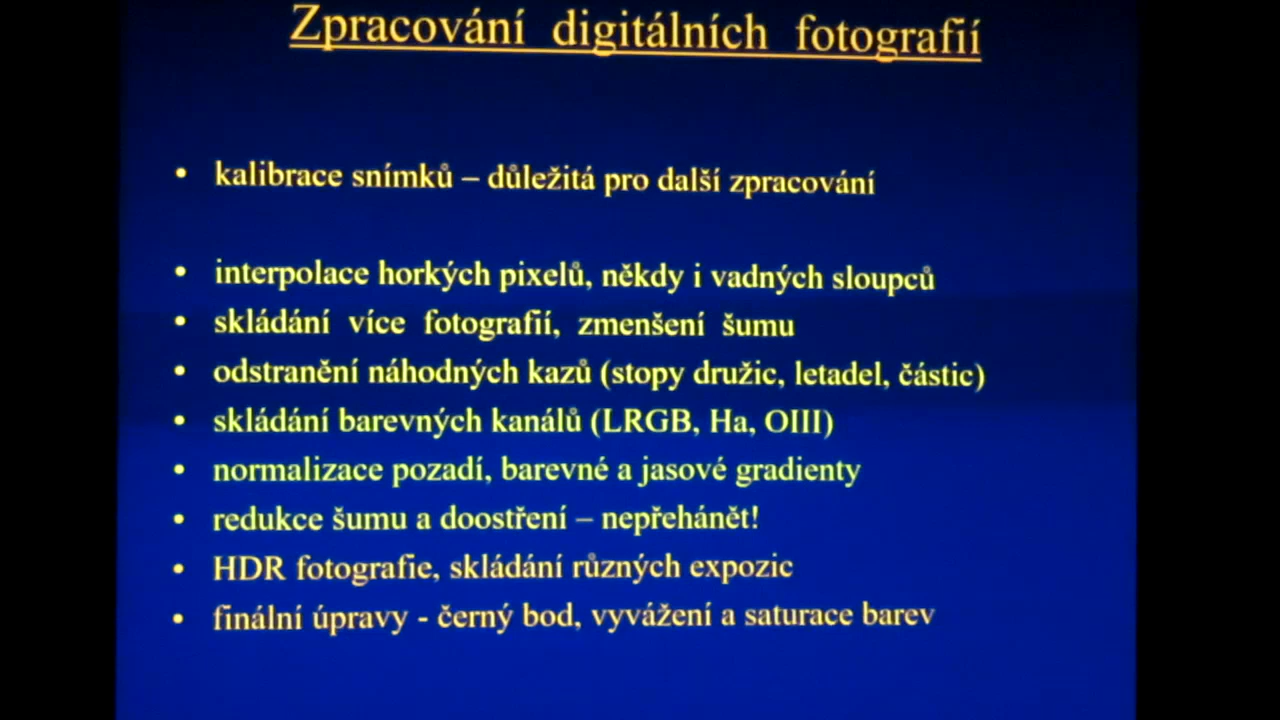 Zpracování digitálních fotografií
• kalibrace snímků – důležitá pro další zpracování
• interpolace horkých pixelů, někdy i vadných sloupců
• skládání více fotografií, zmenšení šumu
• odstranění náhodných kazů (stopy družic, letadel, částic)
• skládání barevných kanálů (LRGB, Ha, OIII)
• normalizace pozadí, barevné a jasové gradienty
• redukce šumu a doostření – nepřehánět!
• HDR fotografie, skládání různých expozic
• finální úpravy - černý bod, vyvážení a saturace barev